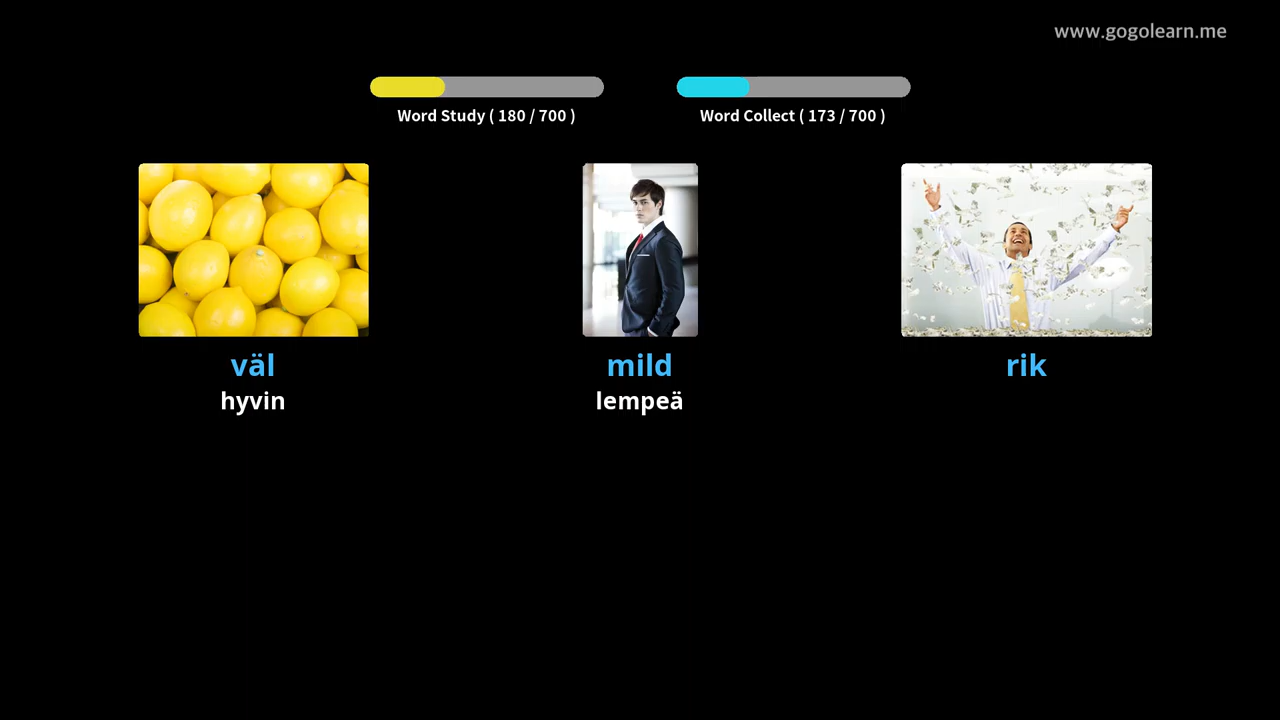 www.gogolearn.me
Word Study ( 180 / 700 )
Word Collect ( 173 / 700 )
väl
hyvin
mild
lempeä
rik